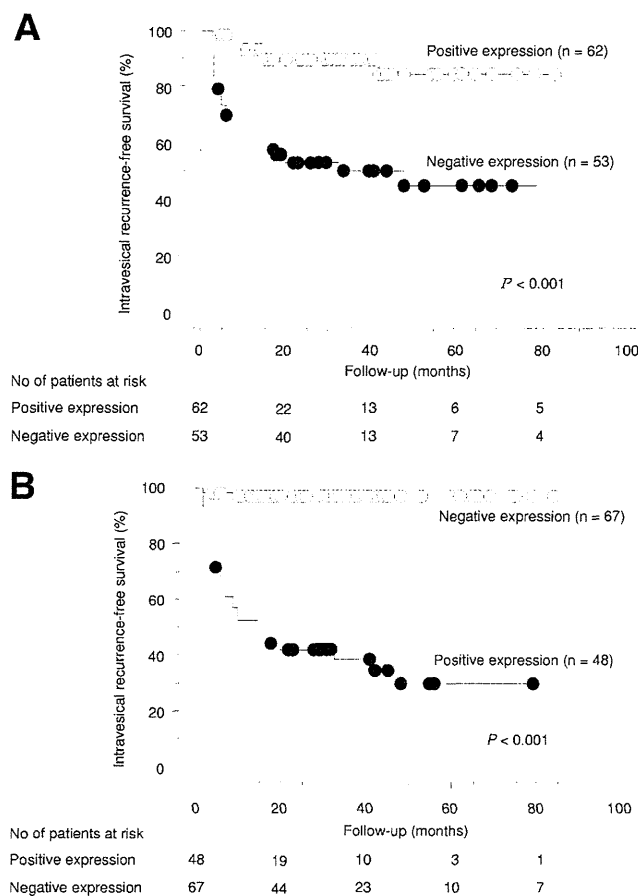 A
Intravesical recurrence-free survival (%)
100
80
60
40
20
0
Positive expression (n = 62)
Negative expression (n = 53)
P < 0.001
0 20 40 60 80 100
Follow-up (months)
No of patients at risk
Positive expression 62 22 13 6 5
Negative expression 53 40 13 7 4
B
Intravesical recurrence-free survival (%)
100
80
60
40
20
0
Negative expression (n = 67)
Positive expression (n = 48)
P < 0.001
0 20 40 60 80 100
Follow-up (months)
No of patients at risk
Positive expression 48 19 10 3 1
Negative expression 67 44 23 10 7